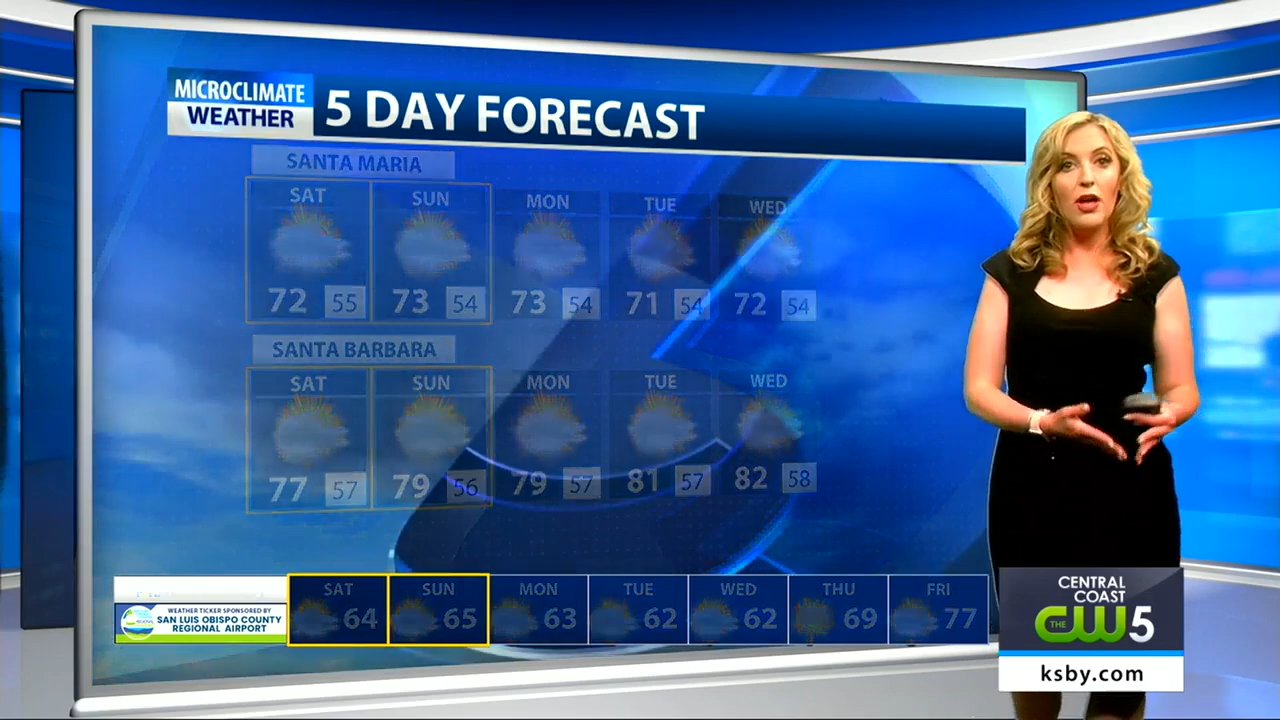 MICROCLIMATE
WEATHER
5 DAY FORECAST
SANTA MARIA
SAT SUN MON TUE WED
72 55 73 54 73 54 71 54 72 54
SANTA BARBARA
SAT SUN MON TUE WED
77 57 79 56 79 57 81 57 82 58
WEATHER TICKER SPONSORED BY
SAN LUIS OBISPO COUNTY
REGIONAL AIRPORT
SAT SUN MON TUE WED THU FRI
64 65 63 62 62 69 77
CENTRAL
COAST
THE CW5
ksby.com